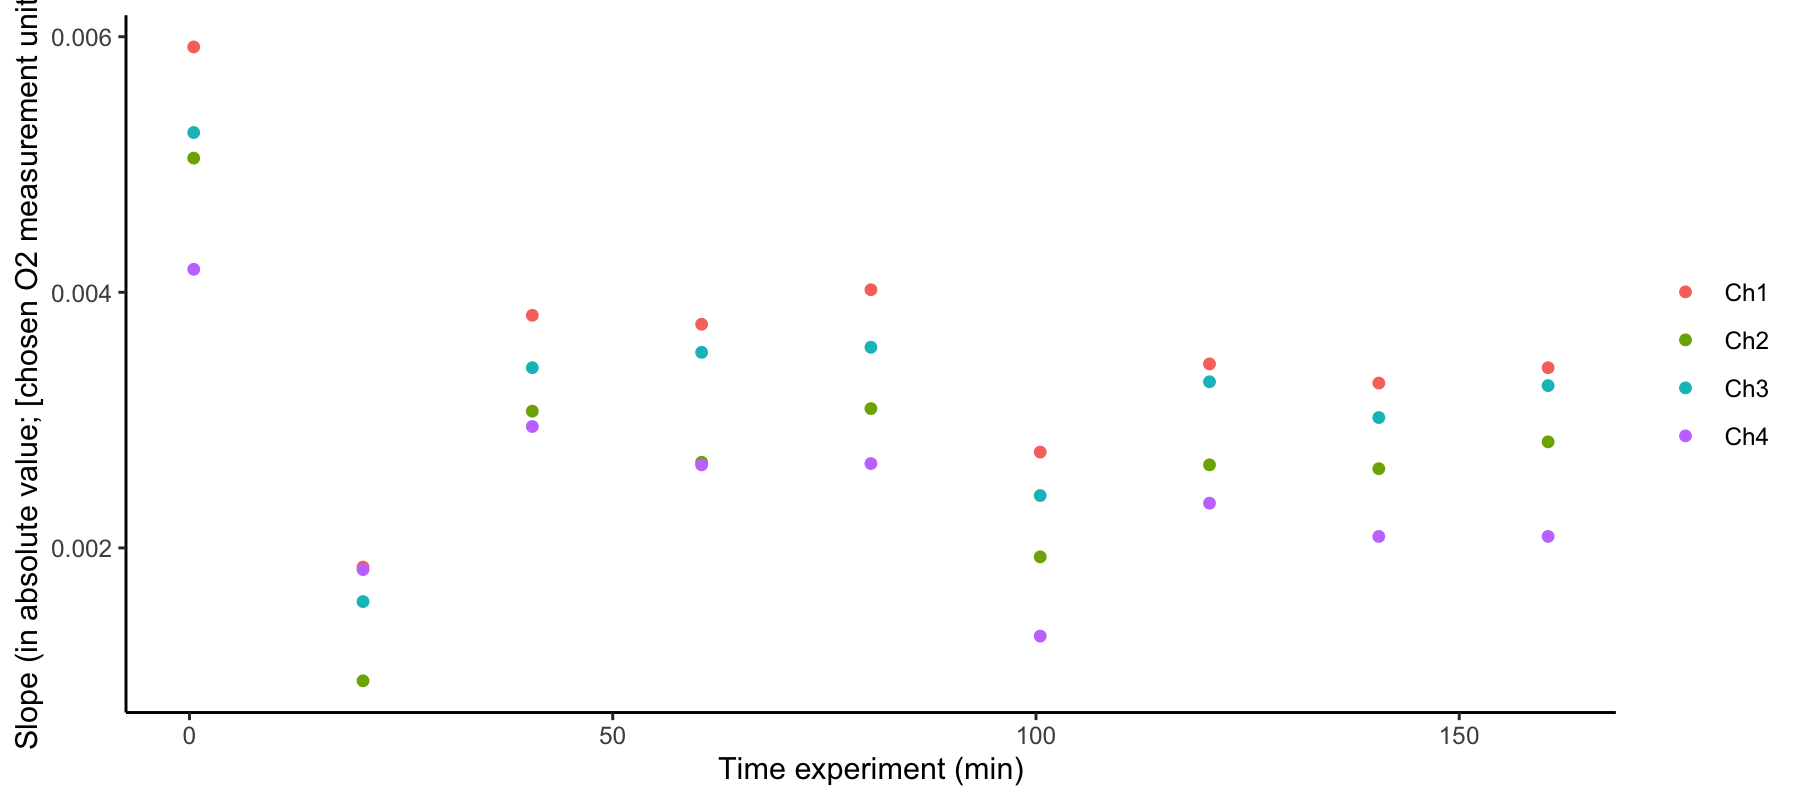 Slope (in absolute value; [chosen O2 measurement unit
0.006
0.004
0.002
0
50
100
150
Time experiment (min)
Ch1
Ch2
Ch3
Ch4